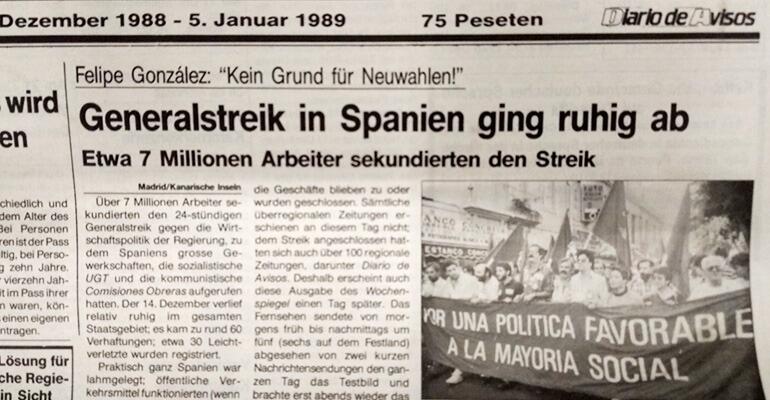 Dezember 1988 - 5. Januar 1989
75 Peseten
Diario de Avisos
wird
en
chiedlich und
dem Alter des
Bei Personen
ren ist der Pass
ltig, bei Perso-
g zehn Jahre.
r vierzehn Jah-
t im Pass ihrer
n waren, kön-
en eigenen
ntragen.
Lösung für
che Regie-
in Sicht
Felipe González: "Kein Grund für Neuwahlen!"
Generalstreik in Spanien ging ruhig ab
Etwa 7 Millionen Arbeiter sekundierten den Streik
Madrid/Kanarische Inseln
Über 7 Millionen Arbeiter se-
kundierten den 24-stündigen
Generalstreik gegen die Wirt-
schaftspolitik der Regierung, zu
dem Spaniens grosse Ge-
werkschaften, die sozialistische
UGT und die kommunistische
Comisiones Obreras aufgerufen
hatten. Der 14. Dezember verlief
relativ ruhig im gesamten
Staatsgebiet; es kam zu rund 60
Verhaftungen; etwa 30 Leicht-
verletzte wurden registriert.
Praktisch ganz Spanien war
lahmgelegt; öffentliche Ver-
kehrsmittel funktionierten (wenn
die Geschäfte blieben zu oder
wurden geschlossen. Sämtliche
überregionalen Zeitungen er-
schienen an diesem Tag nicht;
dem Streik angeschlossen hat-
ten sich auch über 100 regionale
Zeitungen, darunter Diario de
Avisos. Deshalb erscheint auch
diese Ausgabe des Wochen-
spiegel einen Tag später. Das
Fernsehen sendete von mor-
gens früh bis nachmittags um
fünf (sechs auf dem Festland)
abgesehen von zwei kurzen
Nachrichtensendungen den gan-
zen Tag das Testbild und
brachte erst abends wieder das
ESTANCO
POR UNA POLITICA FAVORABLE
A LA MAYORIA SOCIAL